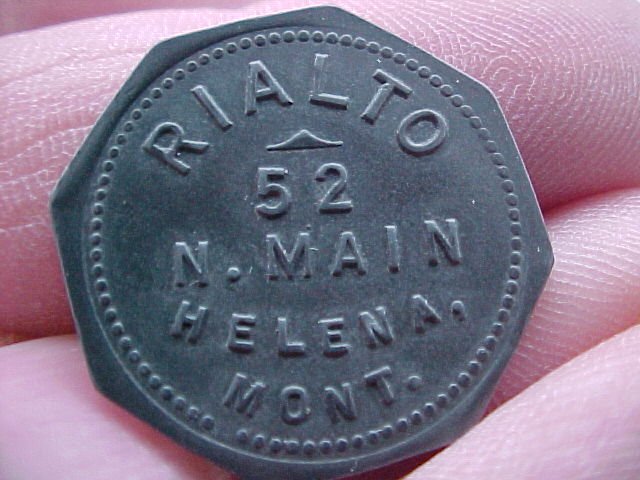 RIALTO
52
N. MAIN
HELENA,
MONT.